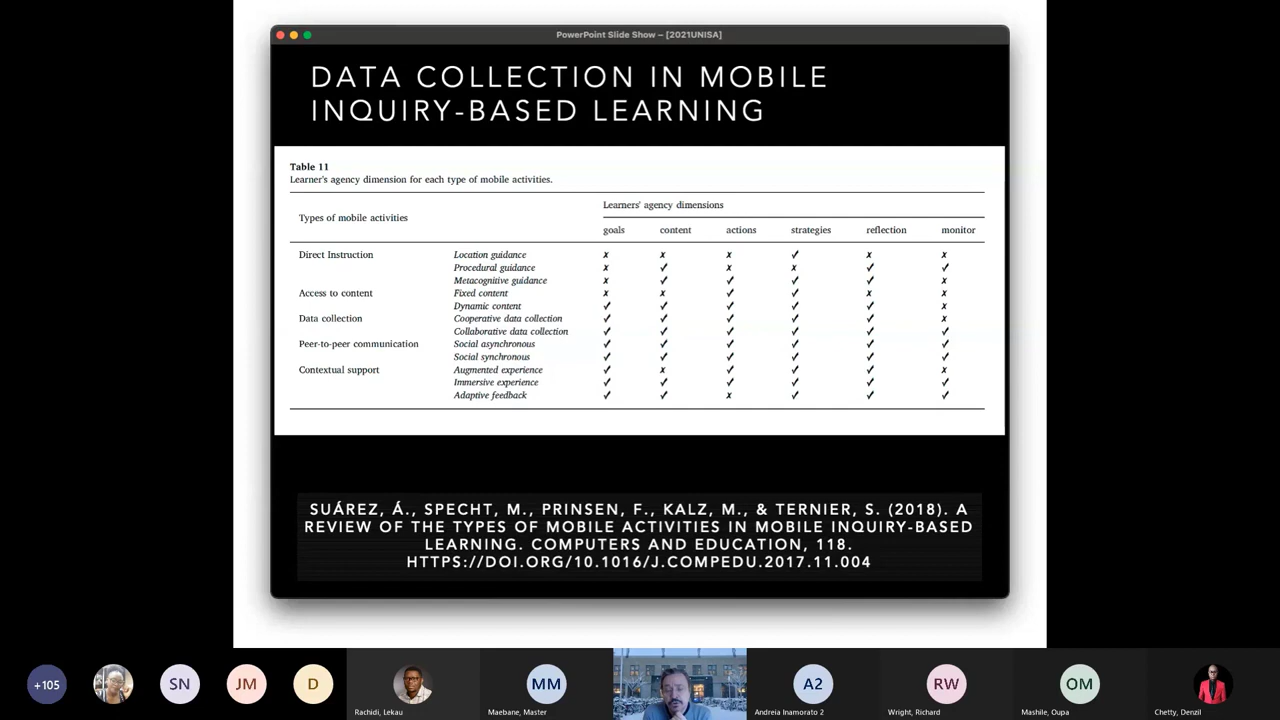 PowerPoint Slide Show – [2021UNISA]
DATA COLLECTION IN MOBILE
INQUIRY-BASED LEARNING
Table 11
Learner's agency dimension for each type of mobile activities.
Types of mobile activities Learners' agency dimensions
goals content actions strategies reflection monitor
Direct Instruction Location guidance ✗ ✗ ✗ ✓ ✗ ✗
Procedural guidance ✗ ✓ ✗ ✗ ✓ ✓
Metacognitive guidance ✗ ✓ ✓ ✓ ✓ ✗
Access to content Fixed content ✗ ✗ ✓ ✓ ✗ ✗
Dynamic content ✓ ✓ ✓ ✓ ✓ ✗
Data collection Cooperative data collection ✓ ✓ ✓ ✓ ✓ ✗
Collaborative data collection ✓ ✓ ✓ ✓ ✓ ✓
Peer-to-peer communication Social asynchronous ✓ ✓ ✓ ✓ ✓ ✓
Social synchronous ✓ ✓ ✓ ✓ ✓ ✓
Contextual support Augmented experience ✓ ✗ ✓ ✓ ✓ ✗
Immersive experience ✓ ✓ ✓ ✓ ✓ ✓
Adaptive feedback ✓ ✓ ✗ ✓ ✓ ✓
SUÁREZ, Á., SPECHT, M., PRINSEN, F., KALZ, M., & TERNIER, S. (2018). A
REVIEW OF THE TYPES OF MOBILE ACTIVITIES IN MOBILE INQUIRY-BASED
LEARNING. COMPUTERS AND EDUCATION, 118.
HTTPS://DOI.ORG/10.1016/J.COMPEDU.2017.11.004
+105 SN JM D MM A2 RW OM
Rachidi, Lekau Maebane, Master Andreia Inamorato 2 Wright, Richard Mashile, Oupa Chetty, Denzil